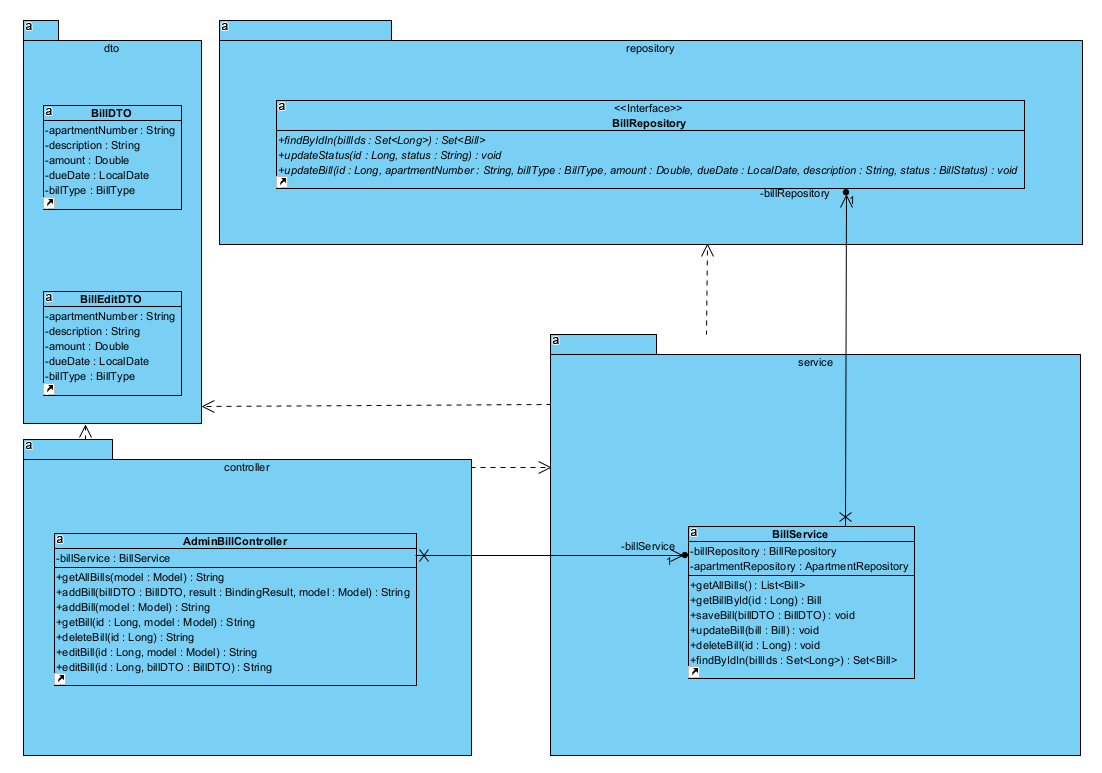 a
dto
a
BillDTO
-apartmentNumber : String
-description : String
-amount : Double
-dueDate : LocalDate
-billType : BillType
a
BillEditDTO
-apartmentNumber : String
-description : String
-amount : Double
-dueDate : LocalDate
-billType : BillType
a
repository
a
<<Interface>>
BillRepository
+findByIdIn(billIds : Set<Long>) : Set<Bill>
+updateStatus(id : Long, status : String) : void
+updateBill(id : Long, apartmentNumber : String, billType : BillType, amount : Double, dueDate : LocalDate, description : String, status : BillStatus) : void
-billRepository
1
a
controller
a
AdminBillController
-billService : BillService
+getAllBills(model : Model) : String
+addBill(billDTO : BillDTO, result : BindingResult, model : Model) : String
+addBill(model : Model) : String
+getBill(id : Long, model : Model) : String
+deleteBill(id : Long) : String
+editBill(id : Long, model : Model) : String
+editBill(id : Long, billDTO : BillDTO) : String
a
service
-billService
1
a
BillService
-billRepository : BillRepository
-apartmentRepository : ApartmentRepository
+getAllBills() : List<Bill>
+getBillById(id : Long) : Bill
+saveBill(billDTO : BillDTO) : void
+updateBill(bill : Bill) : void
+deleteBill(id : Long) : void
+findByIdIn(billIds : Set<Long>) : Set<Bill>